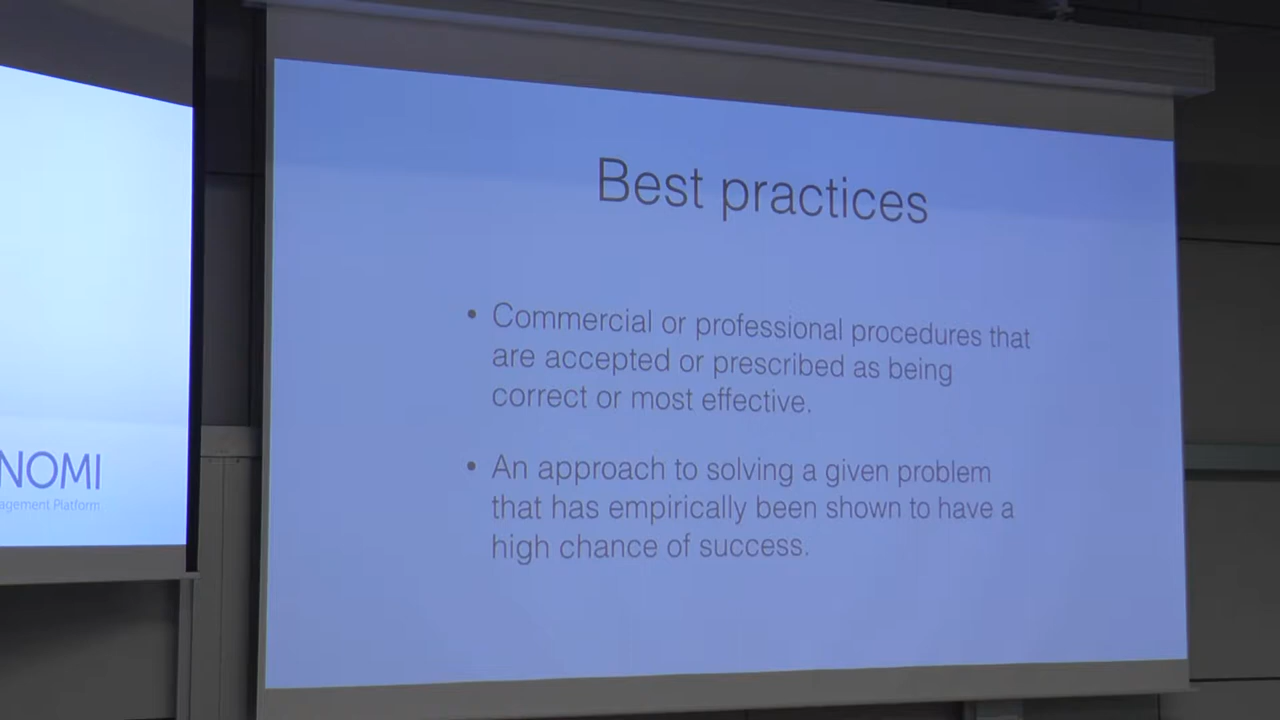 Best practices
• Commercial or professional procedures that
are accepted or prescribed as being
correct or most effective.
• An approach to solving a given problem
that has empirically been shown to have a
high chance of success.
NOMI
agement Platform